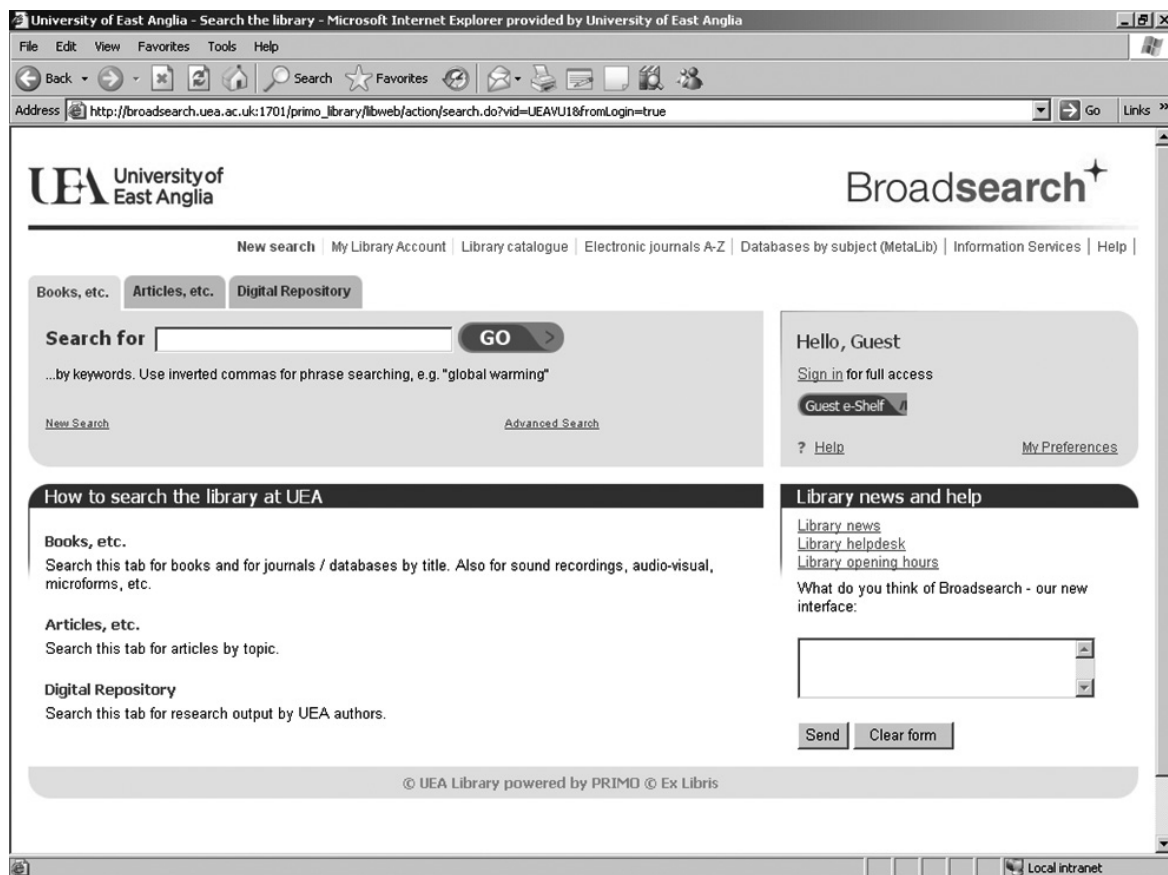 University of East Anglia - Search the library - Microsoft Internet Explorer provided by University of East Anglia
File Edit View Favorites Tools Help
Back Search Favorites
Address http://broadsearch.uea.ac.uk:1701/primo_library/libweb/action/search.do?vid=UEAVU1&fromLogin=true Go Links »
UEA University of
East Anglia
Broadsearch
New search | My Library Account | Library catalogue | Electronic journals A-Z | Databases by subject (MetaLib) | Information Services | Help |
Books, etc. Articles, etc. Digital Repository
Search for GO >
...by keywords. Use inverted commas for phrase searching, e.g. "global warming"
New Search Advanced Search
Hello, Guest
Sign in for full access
Guest e-Shelf
? Help My Preferences
How to search the library at UEA
Books, etc.
Search this tab for books and for journals / databases by title. Also for sound recordings, audio-visual,
microforms, etc.
Articles, etc.
Search this tab for articles by topic.
Digital Repository
Search this tab for research output by UEA authors.
Library news and help
Library news
Library helpdesk
Library opening hours
What do you think of Broadsearch - our new
interface:
Send Clear form
© UEA Library powered by PRIMO © Ex Libris
Local intranet